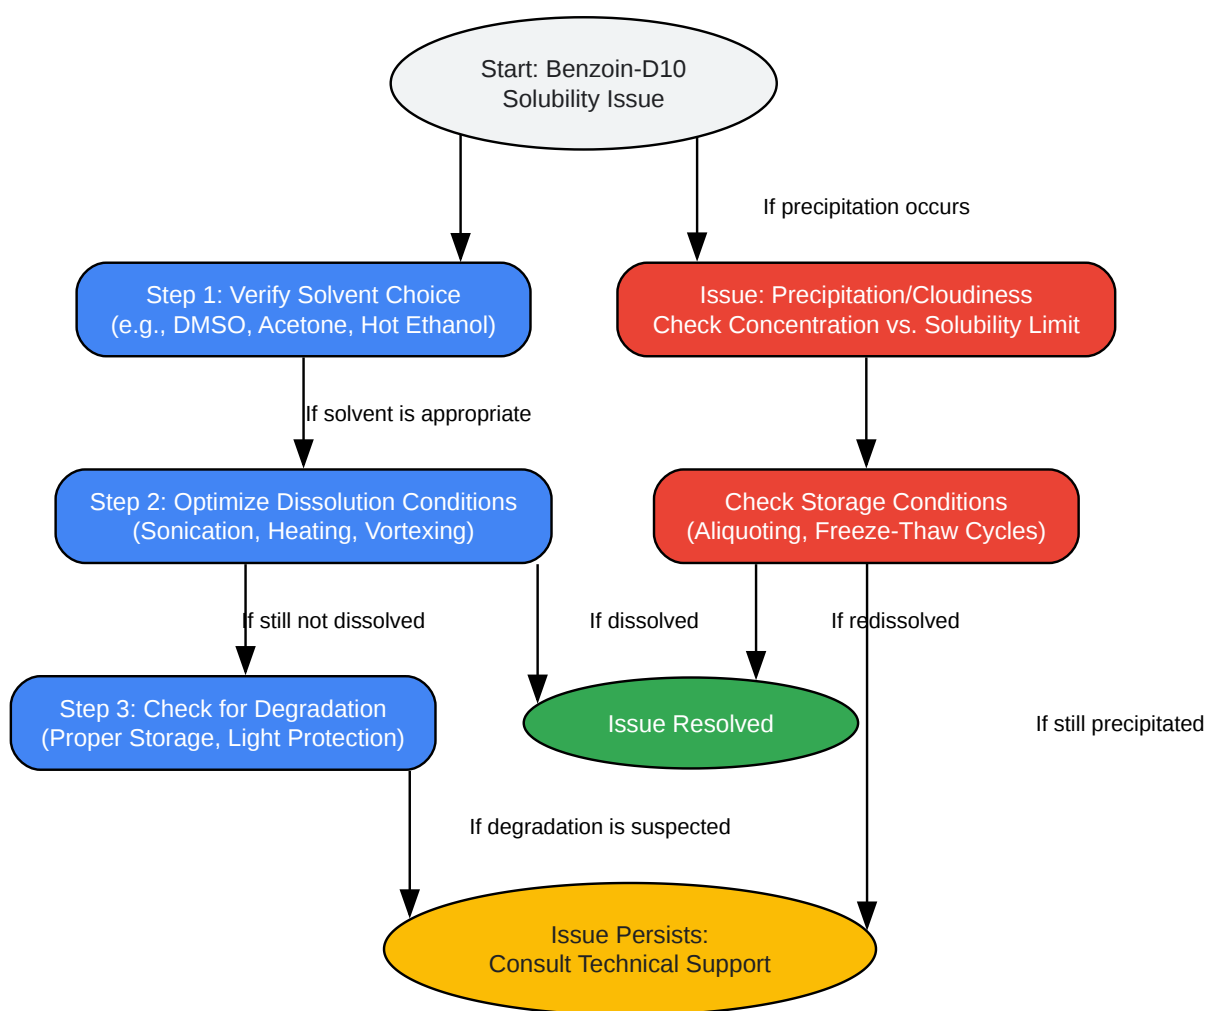 Start: Benzoin-D10
Solubility Issue
If precipitation occurs
Step 1: Verify Solvent Choice
(e.g., DMSO, Acetone, Hot Ethanol)
Issue: Precipitation/Cloudiness
Check Concentration vs. Solubility Limit
If solvent is appropriate
Step 2: Optimize Dissolution Conditions
(Sonication, Heating, Vortexing)
Check Storage Conditions
(Aliquoting, Freeze-Thaw Cycles)
If still not dissolved
If dissolved
If redissolved
Step 3: Check for Degradation
(Proper Storage, Light Protection)
Issue Resolved
If still precipitated
If degradation is suspected
Issue Persists:
Consult Technical Support